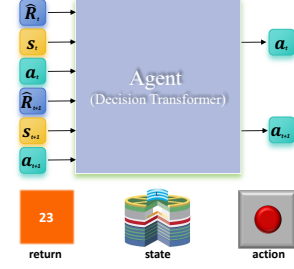 R̂ₜ
sₜ
aₜ
R̂ₜ₊₁
sₜ₊₁
aₜ₊₁
Agent
(Decision Transformer)
aₜ
aₜ₊₁
23
return
state
action